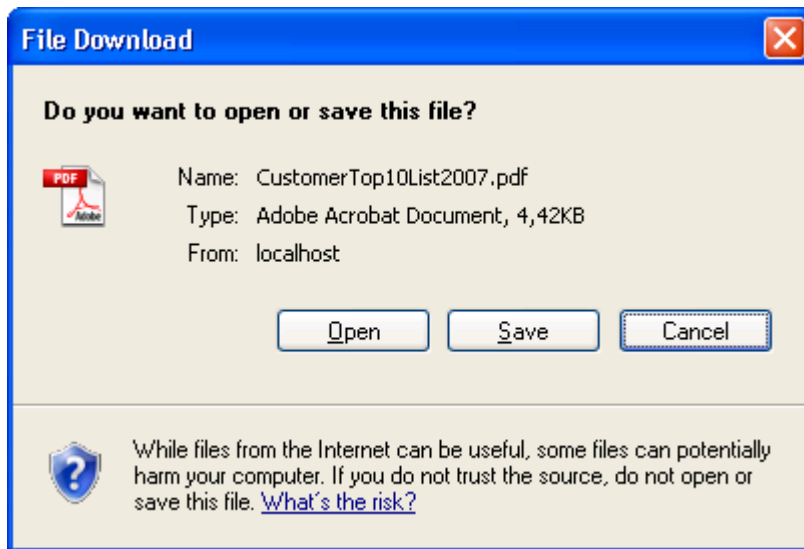 File Download
Do you want to open or save this file?
PDF
Adobe
Name: CustomerTop10List2007.pdf
Type: Adobe Acrobat Document, 4,42KB
From: localhost
Open Save Cancel
While files from the Internet can be useful, some files can potentially
harm your computer. If you do not trust the source, do not open or
save this file. What's the risk?